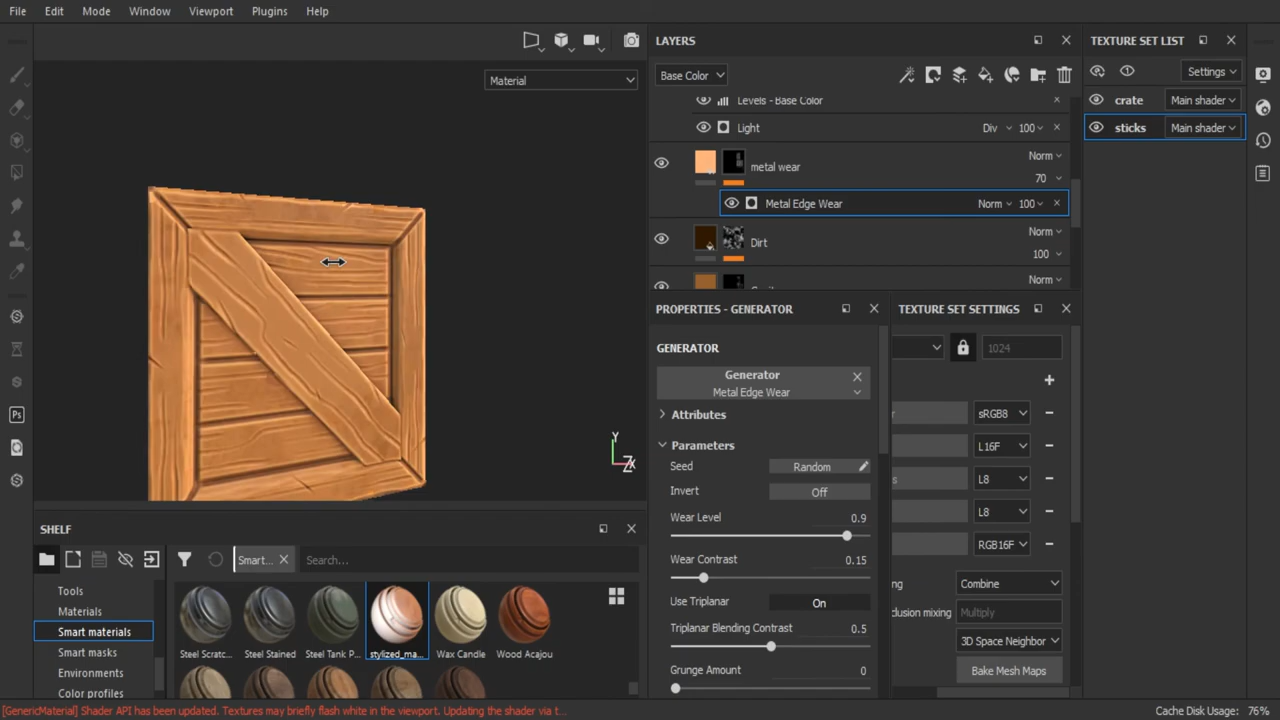 File Edit Mode Window Viewport Plugins Help
Material
LAYERS
Base Color
Levels - Base Color
Light Div 100
metal wear Norm
70
Metal Edge Wear Norm 100
Dirt Norm
100
Norm
PROPERTIES - GENERATOR
GENERATOR
Generator
Metal Edge Wear
Attributes
Parameters
Seed Random
Invert Off
Wear Level 0.9
Wear Contrast 0.15
Use Triplanar On
Triplanar Blending Contrast 0.5
Grunge Amount 0
TEXTURE SET SETTINGS
1024
sRGB8
L16F
L8
L8
RGB16F
Combine
Multiply
3D Space Neighbor
Bake Mesh Maps
TEXTURE SET LIST
Settings
crate Main shader
sticks Main shader
Y
Z X
SHELF
Smart... Search...
Tools
Materials
Smart materials
Smart masks
Environments
Color profiles
Steel Scratc... Steel Stained Steel Tank P... stylized_ma... Wax Candle Wood Acajou
Ps
[GenericMaterial] Shader API has been updated. Textures may briefly flash white in the viewport. Updating the shader via t...
Cache Disk Usage: 76%